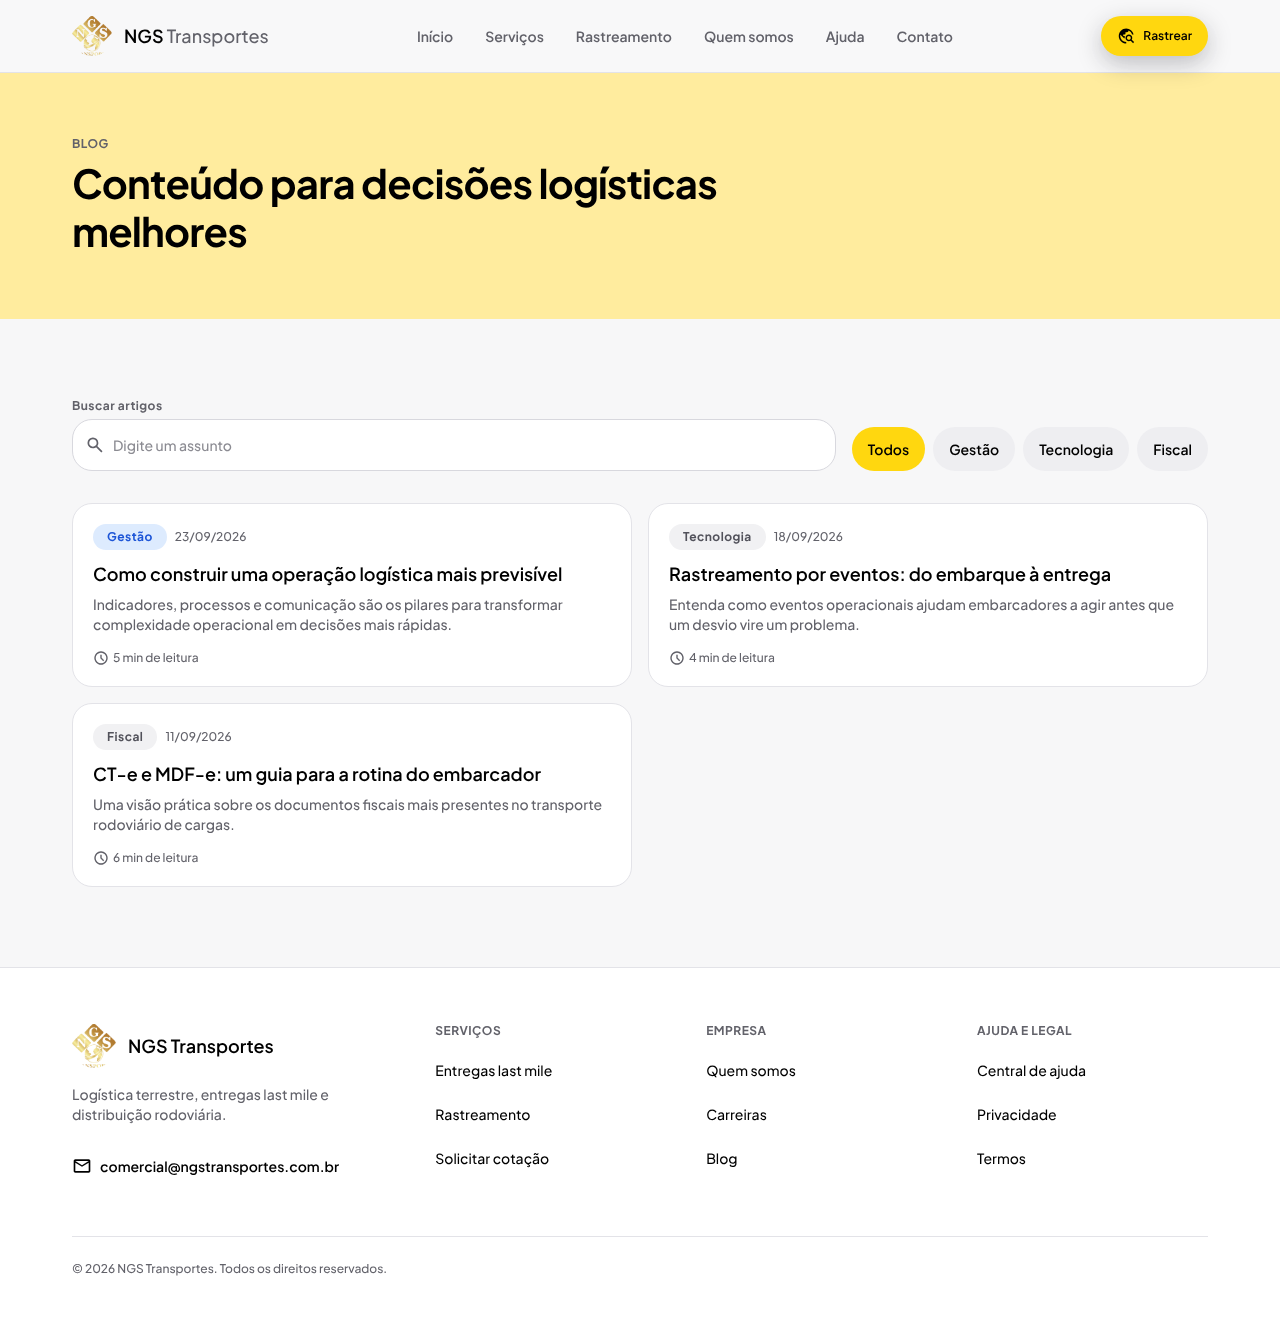 NGS Transportes
Início
Serviços
Rastreamento
Quem somos
Ajuda
Contato
Rastrear
BLOG
Conteúdo para decisões logísticas
melhores
Buscar artigos
Digite um assunto
Todos
Gestão
Tecnologia
Fiscal
Gestão 23/09/2026
Como construir uma operação logística mais previsível
Indicadores, processos e comunicação são os pilares para transformar
complexidade operacional em decisões mais rápidas.
5 min de leitura
Tecnologia 18/09/2026
Rastreamento por eventos: do embarque à entrega
Entenda como eventos operacionais ajudam embarcadores a agir antes que
um desvio vire um problema.
4 min de leitura
Fiscal 11/09/2026
CT-e e MDF-e: um guia para a rotina do embarcador
Uma visão prática sobre os documentos fiscais mais presentes no transporte
rodoviário de cargas.
6 min de leitura
NGS Transportes
Logística terrestre, entregas last mile e
distribuição rodoviária.
comercial@ngstransportes.com.br
SERVIÇOS
Entregas last mile
Rastreamento
Solicitar cotação
EMPRESA
Quem somos
Carreiras
Blog
AJUDA E LEGAL
Central de ajuda
Privacidade
Termos
© 2026 NGS Transportes. Todos os direitos reservados.